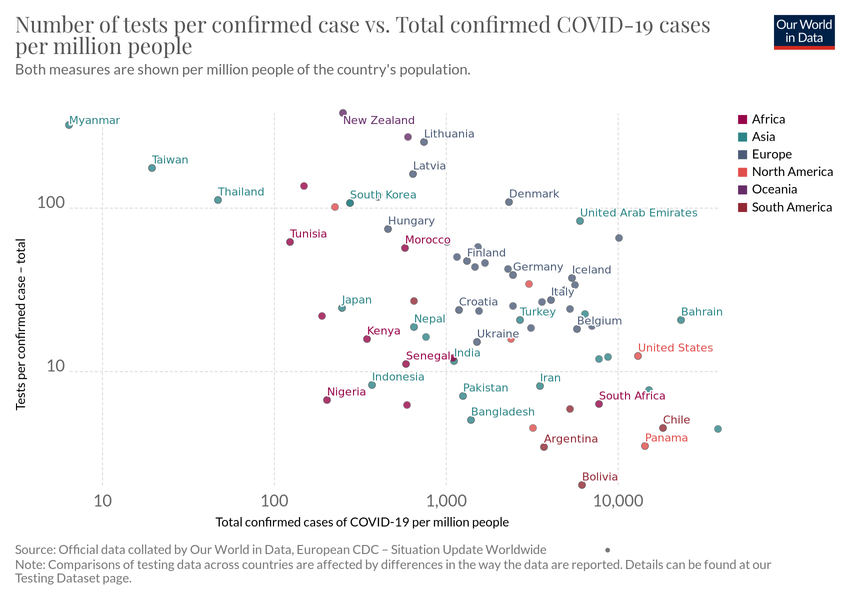 Number of tests per confirmed case vs. Total confirmed COVID-19 cases
per million people
Both measures are shown per million people of the country's population.
Our World
in Data
Myanmar
New Zealand
Lithuania
Taiwan
Latvia
Thailand
South Korea
Denmark
United Arab Emirates
Hungary
Tunisia
Morocco
Finland
Germany
Iceland
Japan
Croatia
Italy
Turkey
Bahrain
Nepal
Belgium
Kenya
Ukraine
United States
Senegal
India
Indonesia
Iran
Nigeria
Pakistan
South Africa
Bangladesh
Chile
Argentina
Panama
Bolivia
Africa
Asia
Europe
North America
Oceania
South America
100
10
Tests per confirmed case – total
10
100
1,000
10,000
Total confirmed cases of COVID-19 per million people
Source: Official data collated by Our World in Data, European CDC – Situation Update Worldwide
Note: Comparisons of testing data across countries are affected by differences in the way the data are reported. Details can be found at our
Testing Dataset page.